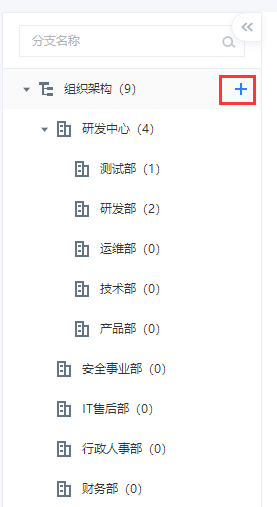 分支名称
组织架构（9）
研发中心（4）
测试部（1）
研发部（2）
运维部（0）
技术部（0）
产品部（0）
安全事业部（0）
IT售后部（0）
行政人事部（0）
财务部（0）